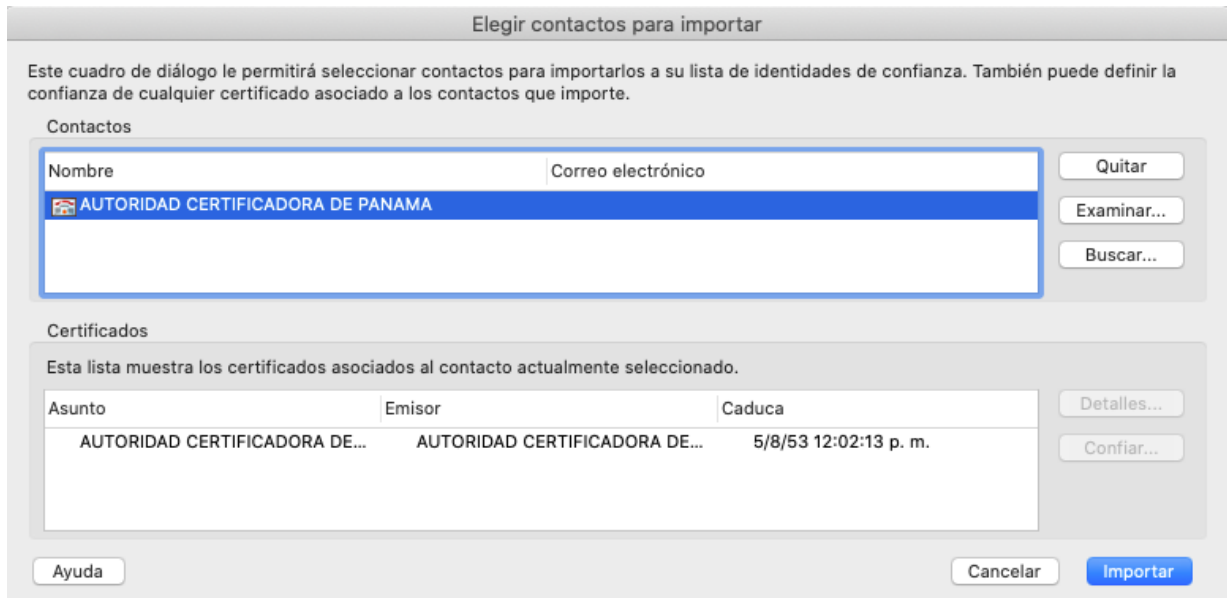 Elegir contactos para importar
Este cuadro de diálogo le permitirá seleccionar contactos para importarlos a su lista de identidades de confianza. También puede definir la
confianza de cualquier certificado asociado a los contactos que importe.
Contactos
Nombre Correo electrónico
AUTORIDAD CERTIFICADORA DE PANAMA
Quitar
Examinar...
Buscar...
Certificados
Esta lista muestra los certificados asociados al contacto actualmente seleccionado.
Asunto Emisor Caduca
AUTORIDAD CERTIFICADORA DE... AUTORIDAD CERTIFICADORA DE... 5/8/53 12:02:13 p. m.
Detalles...
Confiar...
Ayuda Cancelar Importar